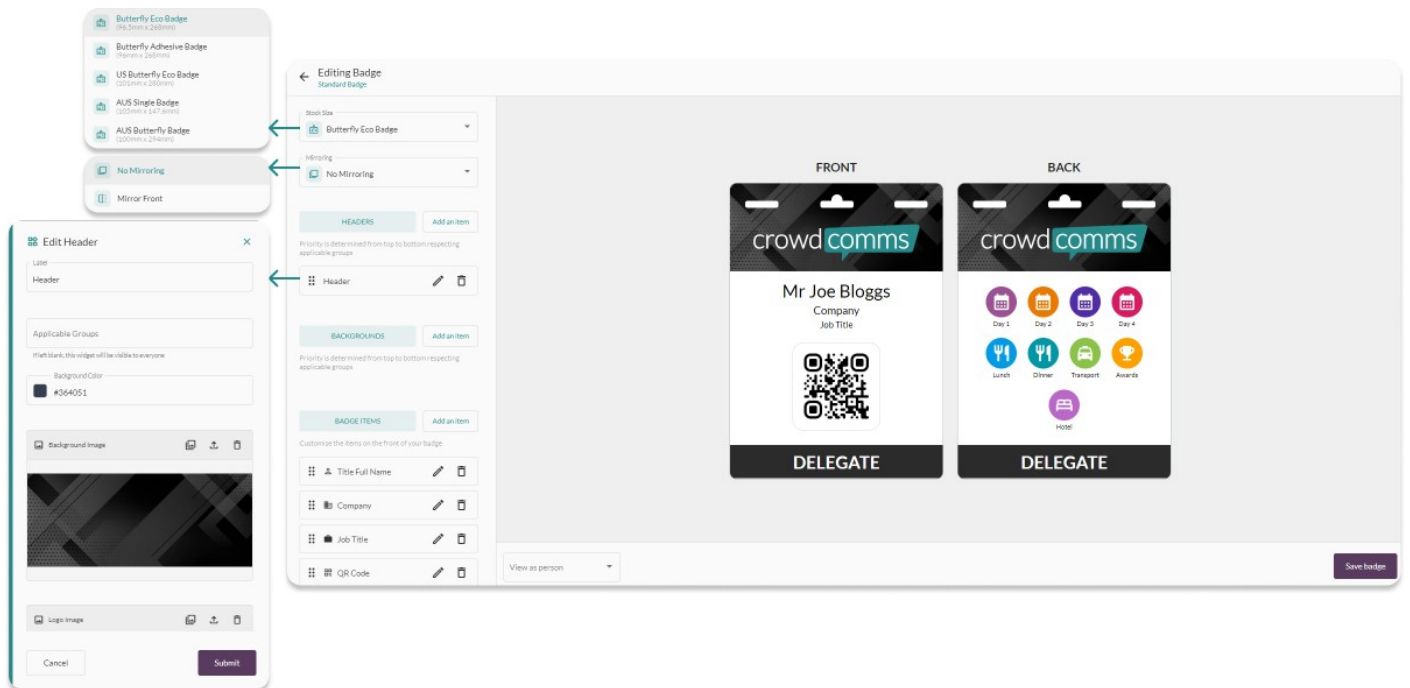 Butterfly Eco Badge
(96.5mm x 268mm)
Butterfly Adhesive Badge
(96mm x 268mm)
US Butterfly Eco Badge
(101mm x 280mm)
AUS Single Badge
(105mm x 147.6mm)
AUS Butterfly Badge
(100mm x 294mm)
No Mirroring
Mirror Front
Edit Header
Label
Header
Applicable Groups
If left blank, this widget will be visible to everyone
Background Color
#364051
Background Image
Logo Image
Cancel
Submit
Editing Badge
Standard Badge
Stock Size
Butterfly Eco Badge
Mirroring
No Mirroring
HEADERS
Add an item
Priority is determined from top to bottom respecting
applicable groups
Header
BACKGROUNDS
Add an item
Priority is determined from top to bottom respecting
applicable groups
BADGE ITEMS
Add an item
Customise the items on the front of your badge
Title Full Name
Company
Job Title
QR Code
FRONT
crowd comms
Mr Joe Bloggs
Company
Job Title
DELEGATE
BACK
crowd comms
Day 1
Day 2
Day 3
Day 4
Lunch
Dinner
Transport
Awards
Hotel
DELEGATE
View as person
Save badge